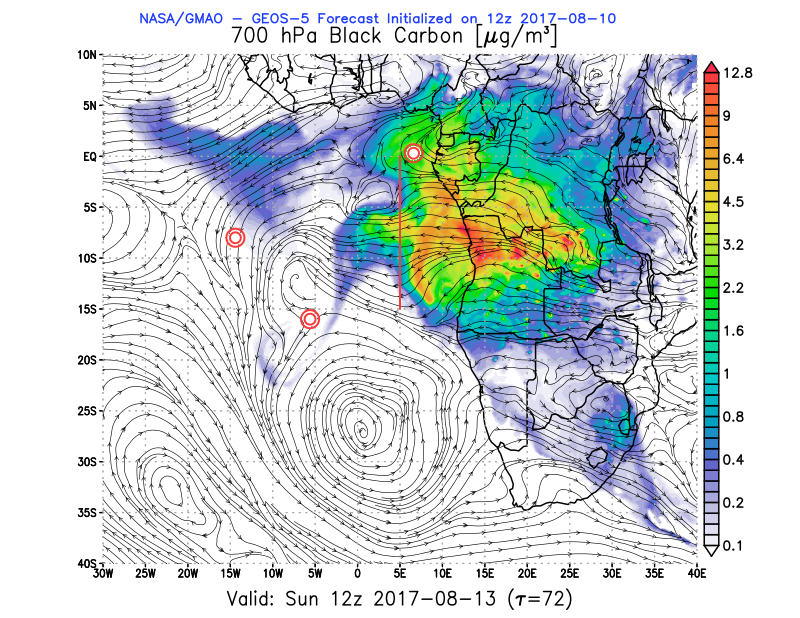 NASA/GMAO - GEOS-5 Forecast Initialized on 12z 2017-08-10
700 hPa Black Carbon [μg/m³]
10N
5N
EQ
5S
10S
15S
20S
25S
30S
35S
40S
30W 25W 20W 15W 10W 5W 0 5E 10E 15E 20E 25E 30E 35E 40E
12.8
9
6.4
4.5
3.2
2.2
1.6
1
0.8
0.4
0.2
0.1
Valid: Sun 12z 2017-08-13 (τ=72)